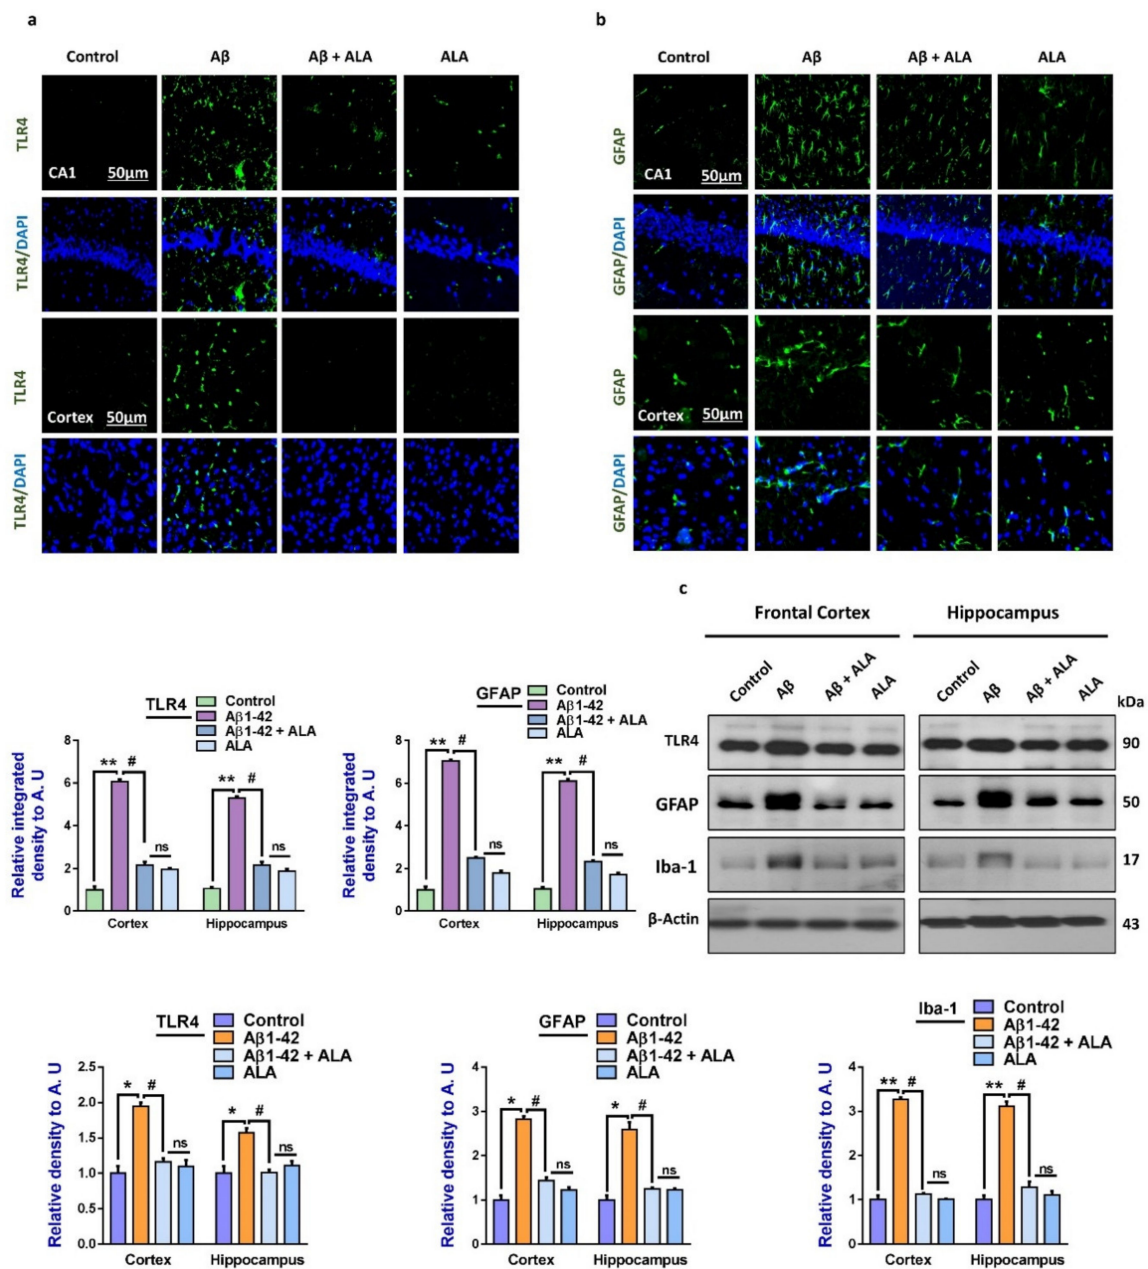 a
Control Aβ Aβ + ALA ALA
TLR4
CA1 50µm
TLR4/DAPI
TLR4
Cortex 50µm
TLR4/DAPI
b
Control Aβ Aβ + ALA ALA
GFAP
CA1 50µm
GFAP/DAPI
GFAP
Cortex 50µm
GFAP/DAPI
TLR4
Control
Aβ1-42
Aβ1-42 + ALA
ALA
Relative integrated
density to A. U
8
6
4
2
0
** # ns
** # ns
Cortex Hippocampus
GFAP
Control
Aβ1-42
Aβ1-42 + ALA
ALA
Relative integrated
density to A. U
8
6
4
2
0
** # ns
** # ns
Cortex Hippocampus
c
Frontal Cortex Hippocampus
Control Aβ Aβ + ALA ALA Control Aβ Aβ + ALA ALA
kDa
TLR4 90
GFAP 50
Iba-1 17
β-Actin 43
TLR4
Control
Aβ1-42
Aβ1-42 + ALA
ALA
Relative density to A. U
2.5
2.0
1.5
1.0
0.5
0.0
* # ns
* # ns
Cortex Hippocampus
GFAP
Control
Aβ1-42
Aβ1-42 + ALA
ALA
Relative density to A. U
4
3
2
1
0
* # ns
* # ns
Cortex Hippocampus
Iba-1
Control
Aβ1-42
Aβ1-42 + ALA
ALA
Relative density to A. U
4
3
2
1
0
** # ns
** # ns
Cortex Hippocampus